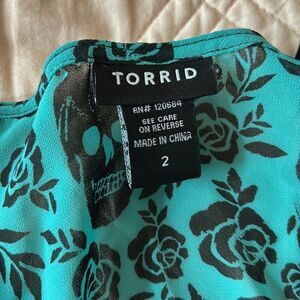 TORRID
RN# 120684
SEE CARE
ON REVERSE
MADE IN CHINA
2